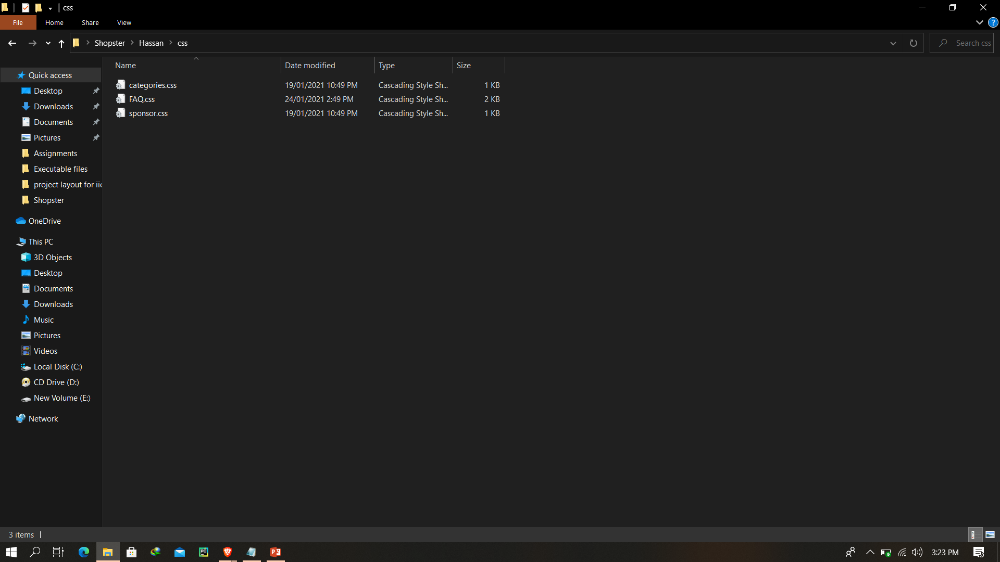 css
File Home Share View
Shopster Hassan css
Search css
Name Date modified Type Size
categories.css 19/01/2021 10:49 PM Cascading Style Sh... 1 KB
FAQ.css 24/01/2021 2:49 PM Cascading Style Sh... 2 KB
sponsor.css 19/01/2021 10:49 PM Cascading Style Sh... 1 KB
Quick access
Desktop
Downloads
Documents
Pictures
Assignments
Executable files
project layout for iic
Shopster
OneDrive
This PC
3D Objects
Desktop
Documents
Downloads
Music
Pictures
Videos
Local Disk (C:)
CD Drive (D:)
New Volume (E:)
Network
3 items
3:23 PM